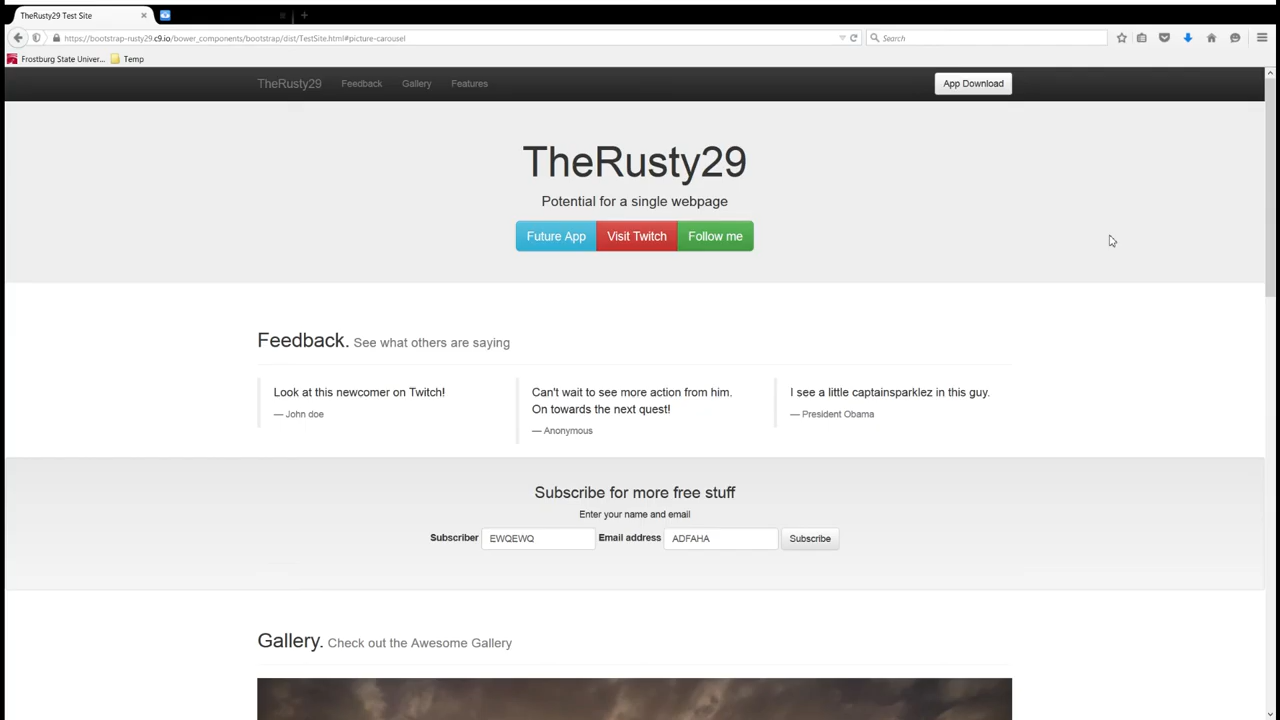 TheRusty29 Test Site
https://bootstrap-rusty29.c9.io/bower_components/bootstrap/dist/TestSite.html#picture-carousel
Search
Frostburg State Univer... Temp
TheRusty29 Feedback Gallery Features App Download
TheRusty29
Potential for a single webpage
Future App Visit Twitch Follow me
Feedback. See what others are saying
Look at this newcomer on Twitch!
— John doe
Can't wait to see more action from him.
On towards the next quest!
— Anonymous
I see a little captainsparklez in this guy.
— President Obama
Subscribe for more free stuff
Enter your name and email
Subscriber EWQEWQ Email address ADFAHA Subscribe
Gallery. Check out the Awesome Gallery